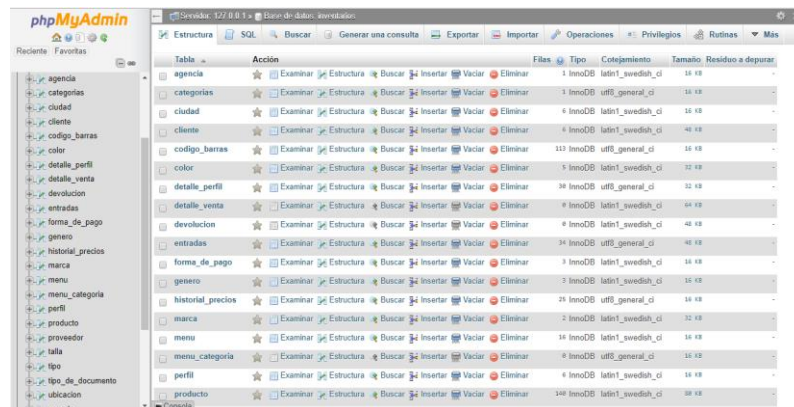 phpMyAdmin
Reciente Favoritas
agencia
categorias
ciudad
cliente
codigo_barras
color
detalle_perfil
detalle_venta
devolucion
entradas
forma_de_pago
genero
historial_precios
marca
menu
menu_categoria
perfil
producto
proveedor
talla
tipo
tipo_de_documento
ubicacion
Servidor: 127.0.0.1 » Base de datos: inventarios
Estructura SQL Buscar Generar una consulta Exportar Importar Operaciones Privilegios Rutinas Más
Tabla Acción Filas Tipo Cotejamiento Tamaño Residuo a depurar
agencia Examinar Estructura Buscar Insertar Vaciar Eliminar 1 InnoDB latin1_swedish_ci 16 KB -
categorias Examinar Estructura Buscar Insertar Vaciar Eliminar 1 InnoDB utf8_general_ci 16 KB -
ciudad Examinar Estructura Buscar Insertar Vaciar Eliminar 6 InnoDB latin1_swedish_ci 16 KB -
cliente Examinar Estructura Buscar Insertar Vaciar Eliminar 6 InnoDB latin1_swedish_ci 48 KB -
codigo_barras Examinar Estructura Buscar Insertar Vaciar Eliminar 113 InnoDB utf8_general_ci 16 KB -
color Examinar Estructura Buscar Insertar Vaciar Eliminar 5 InnoDB latin1_swedish_ci 32 KB -
detalle_perfil Examinar Estructura Buscar Insertar Vaciar Eliminar 30 InnoDB latin1_swedish_ci 32 KB -
detalle_venta Examinar Estructura Buscar Insertar Vaciar Eliminar 0 InnoDB latin1_swedish_ci 64 KB -
devolucion Examinar Estructura Buscar Insertar Vaciar Eliminar 0 InnoDB latin1_swedish_ci 48 KB -
entradas Examinar Estructura Buscar Insertar Vaciar Eliminar 34 InnoDB utf8_general_ci 48 KB -
forma_de_pago Examinar Estructura Buscar Insertar Vaciar Eliminar 3 InnoDB latin1_swedish_ci 16 KB -
genero Examinar Estructura Buscar Insertar Vaciar Eliminar 3 InnoDB latin1_swedish_ci 16 KB -
historial_precios Examinar Estructura Buscar Insertar Vaciar Eliminar 25 InnoDB utf8_general_ci 16 KB -
marca Examinar Estructura Buscar Insertar Vaciar Eliminar 2 InnoDB latin1_swedish_ci 32 KB -
menu Examinar Estructura Buscar Insertar Vaciar Eliminar 16 InnoDB latin1_swedish_ci 16 KB -
menu_categoria Examinar Estructura Buscar Insertar Vaciar Eliminar 0 InnoDB utf8_general_ci 16 KB -
perfil Examinar Estructura Buscar Insertar Vaciar Eliminar 6 InnoDB latin1_swedish_ci 16 KB -
producto Examinar Estructura Buscar Insertar Vaciar Eliminar InnoDB latin1_swedish_ci KB -
Consola